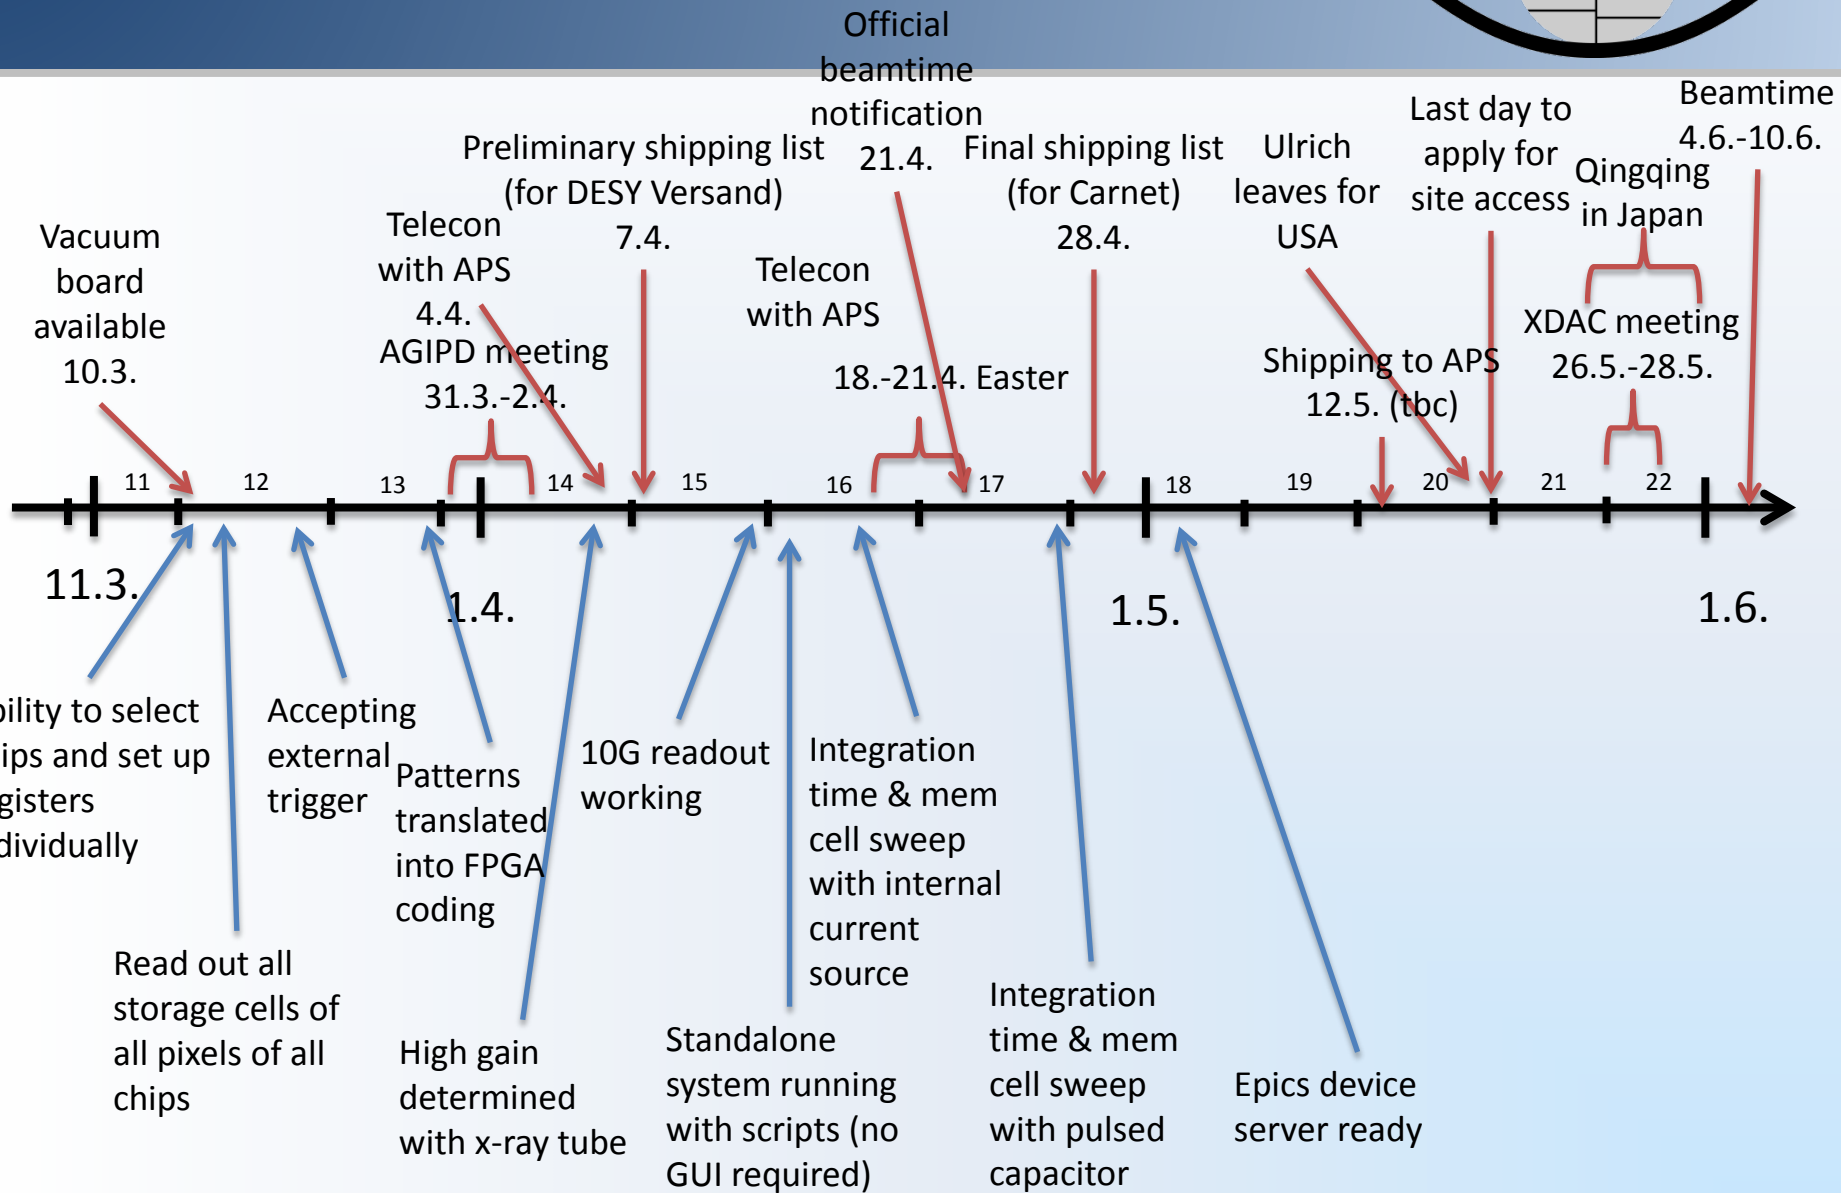 Official
beamtime
notification
21.4.
Preliminary shipping list
(for DESY Versand)
7.4.
Final shipping list
(for Carnet)
28.4.
Ulrich
leaves for
USA
Last day to
apply for
site access
Beamtime
4.6.-10.6.
Qingqing
in Japan
Vacuum
board
available
10.3.
Telecon
with APS
4.4.
AGIPD meeting
31.3.-2.4.
Telecon
with APS
18.-21.4. Easter
Shipping to APS
12.5. (tbc)
XDAC meeting
26.5.-28.5.
11 12 13 14 15 16 17 18 19 20 21 22
11.3. 1.4. 1.5. 1.6.
bility to select
ips and set up
gisters
dividually
Accepting
external
trigger
Patterns
translated
into FPGA
coding
10G readout
working
Integration
time & mem
cell sweep
with internal
current
source
Read out all
storage cells of
all pixels of all
chips
High gain
determined
with x-ray tube
Standalone
system running
with scripts (no
GUI required)
Integration
time & mem
cell sweep
with pulsed
capacitor
Epics device
server ready